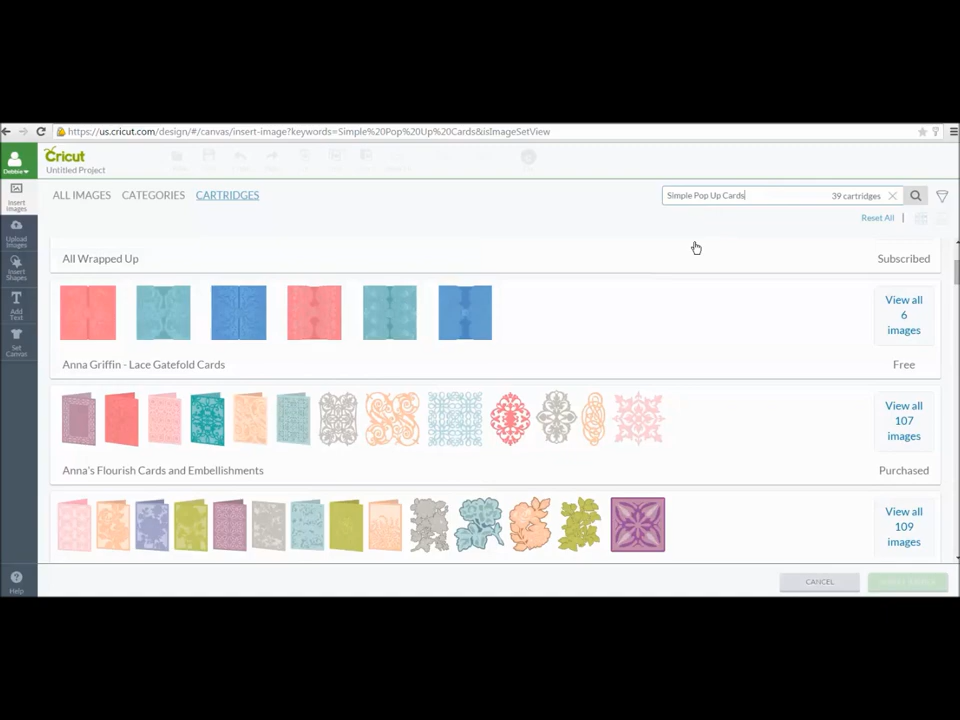 https://us.cricut.com/design/#/canvas/insert-image?keywords=Simple%20Pop%20Up%20Cards&isImageSetView
Debbie
Cricut
Untitled Project
Insert Images
Upload Images
Insert Shapes
Add Text
Set Canvas
Help
ALL IMAGES CATEGORIES CARTRIDGES
Simple Pop Up Cards 39 cartridges
Reset All
All Wrapped Up Subscribed
View all
6
images
Anna Griffin - Lace Gatefold Cards Free
View all
107
images
Anna's Flourish Cards and Embellishments Purchased
View all
109
images
CANCEL